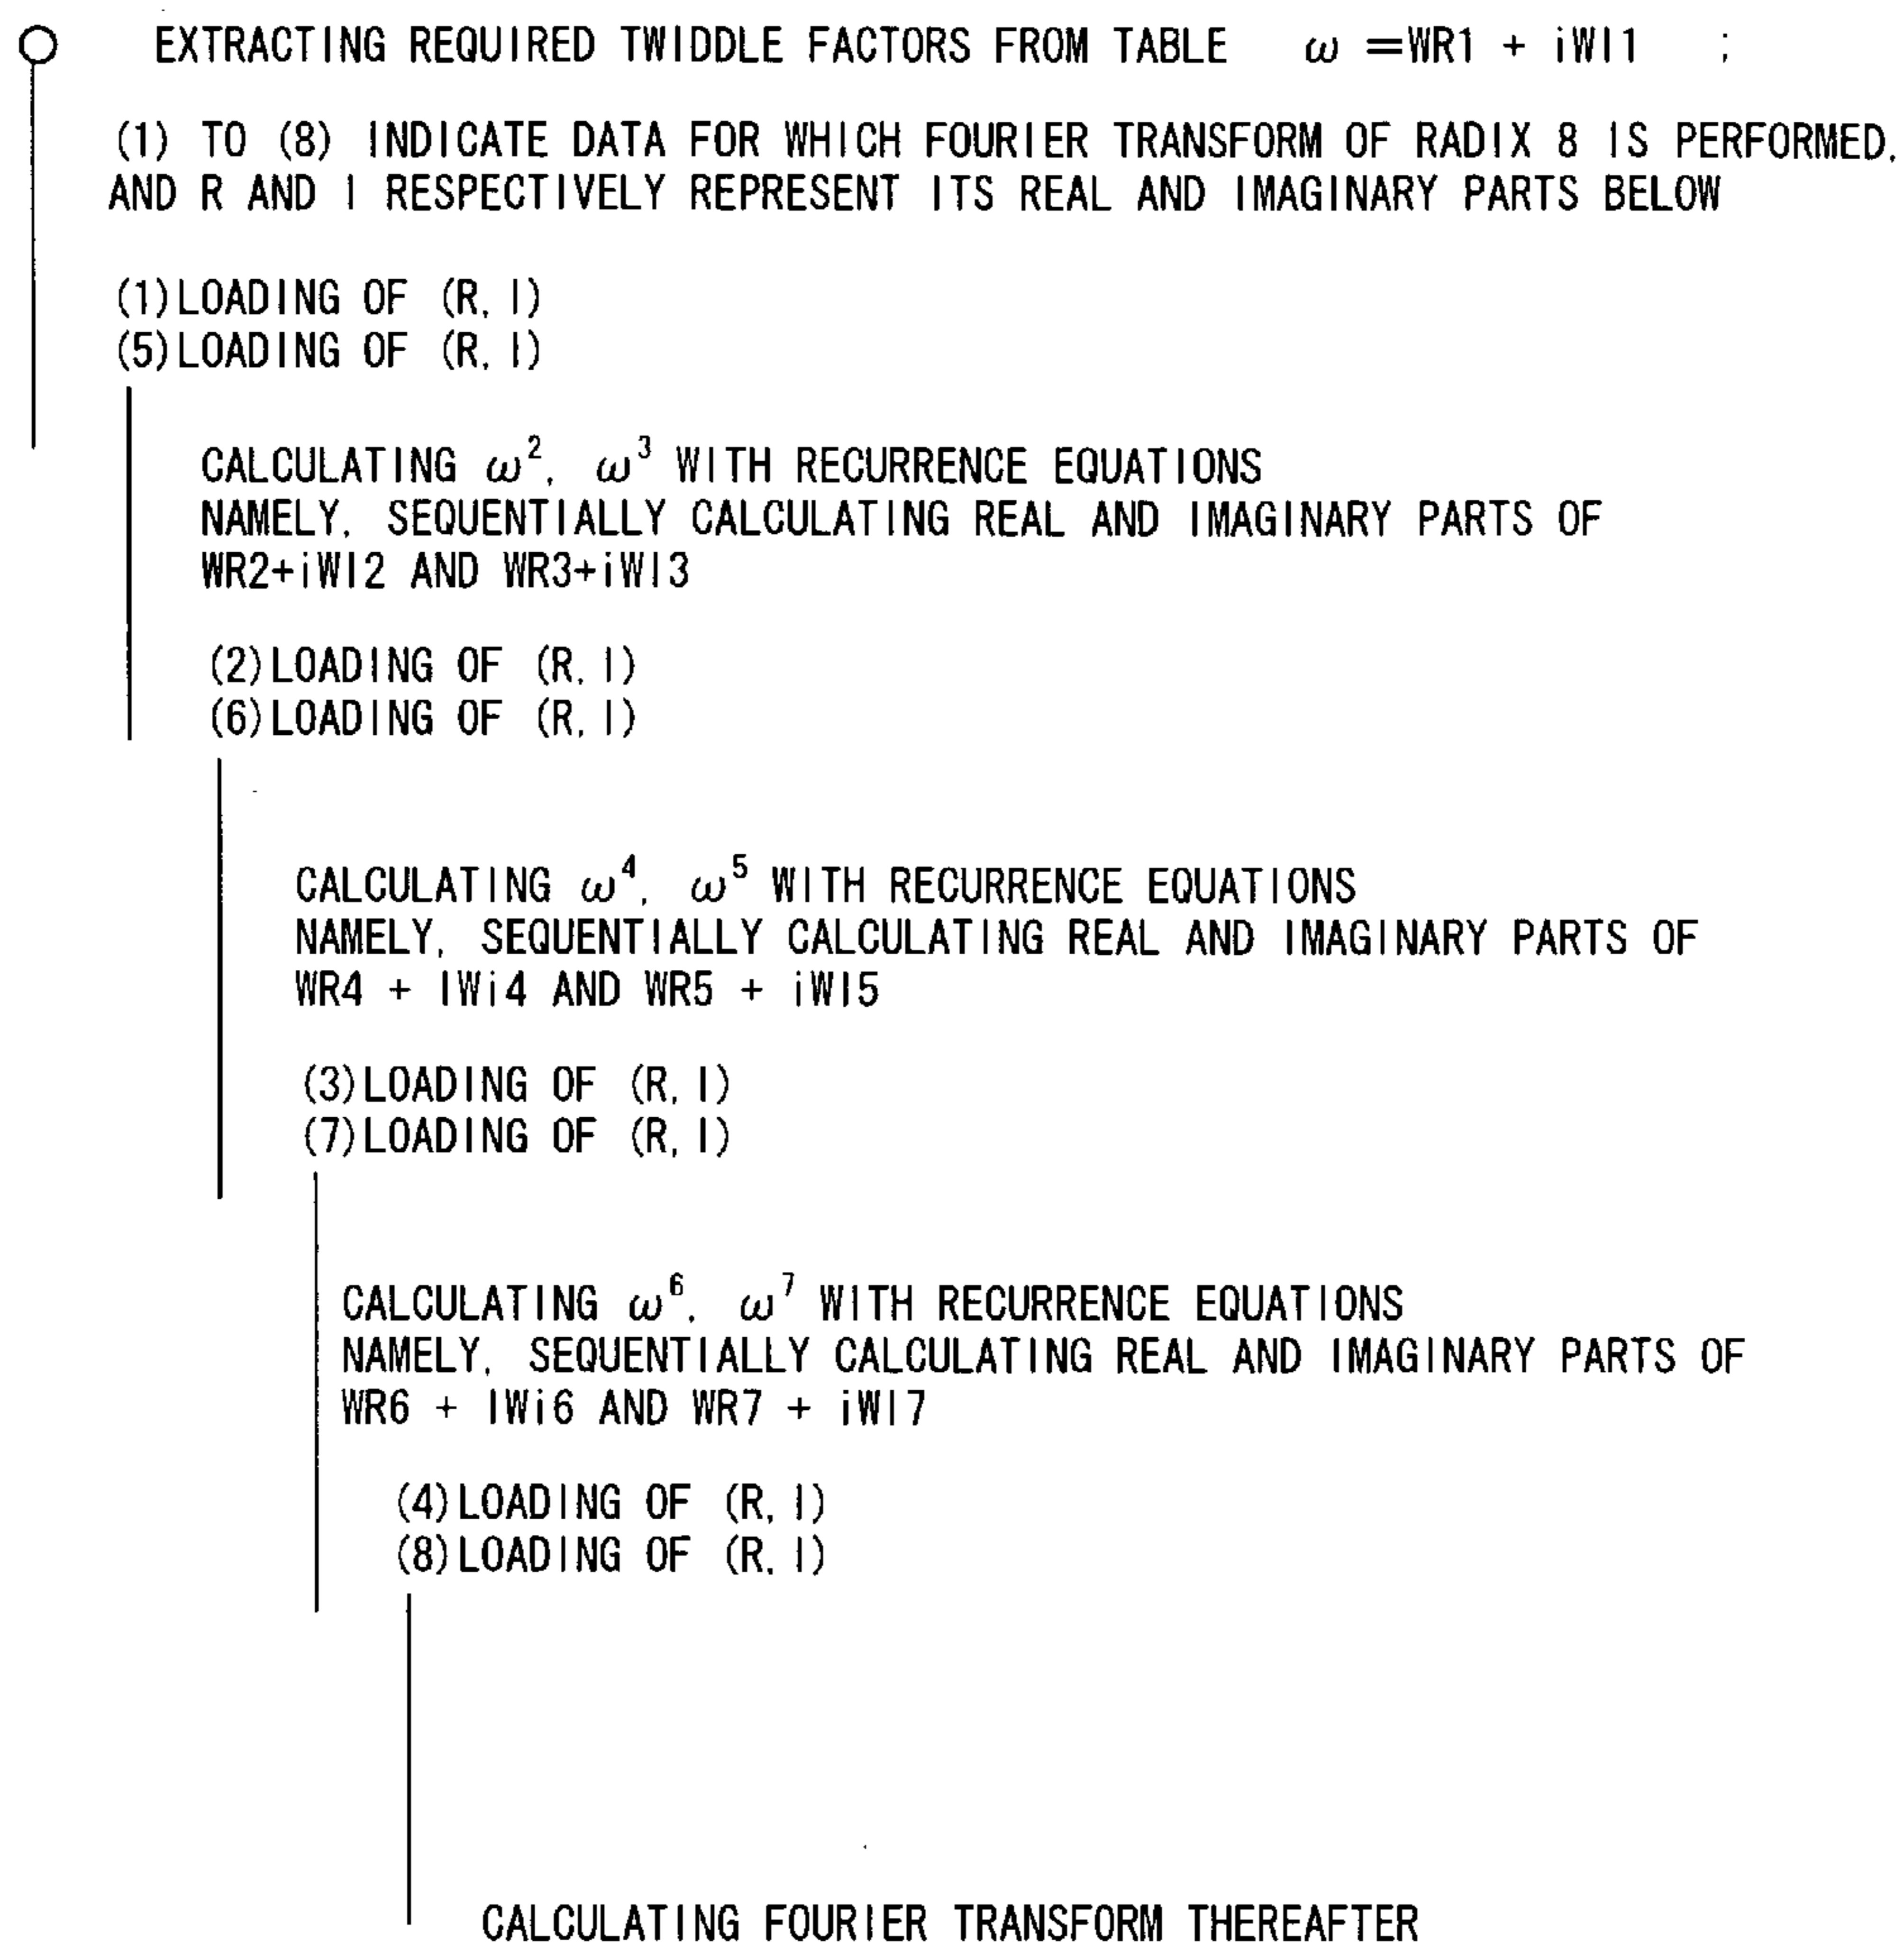 EXTRACTING REQUIRED TWIDDLE FACTORS FROM TABLE ω =WR1 + iWI1 ;
(1) TO (8) INDICATE DATA FOR WHICH FOURIER TRANSFORM OF RADIX 8 IS PERFORMED,
AND R AND I RESPECTIVELY REPRESENT ITS REAL AND IMAGINARY PARTS BELOW
(1)LOADING OF (R, I)
(5)LOADING OF (R, I)
CALCULATING ω², ω³ WITH RECURRENCE EQUATIONS
NAMELY, SEQUENTIALLY CALCULATING REAL AND IMAGINARY PARTS OF
WR2+iWI2 AND WR3+iWI3
(2)LOADING OF (R, I)
(6)LOADING OF (R, I)
CALCULATING ω⁴, ω⁵ WITH RECURRENCE EQUATIONS
NAMELY, SEQUENTIALLY CALCULATING REAL AND IMAGINARY PARTS OF
WR4 + IWi4 AND WR5 + iWI5
(3)LOADING OF (R, I)
(7)LOADING OF (R, I)
CALCULATING ω⁶, ω⁷ WITH RECURRENCE EQUATIONS
NAMELY, SEQUENTIALLY CALCULATING REAL AND IMAGINARY PARTS OF
WR6 + IWi6 AND WR7 + iWI7
(4)LOADING OF (R, I)
(8)LOADING OF (R, I)
CALCULATING FOURIER TRANSFORM THEREAFTER